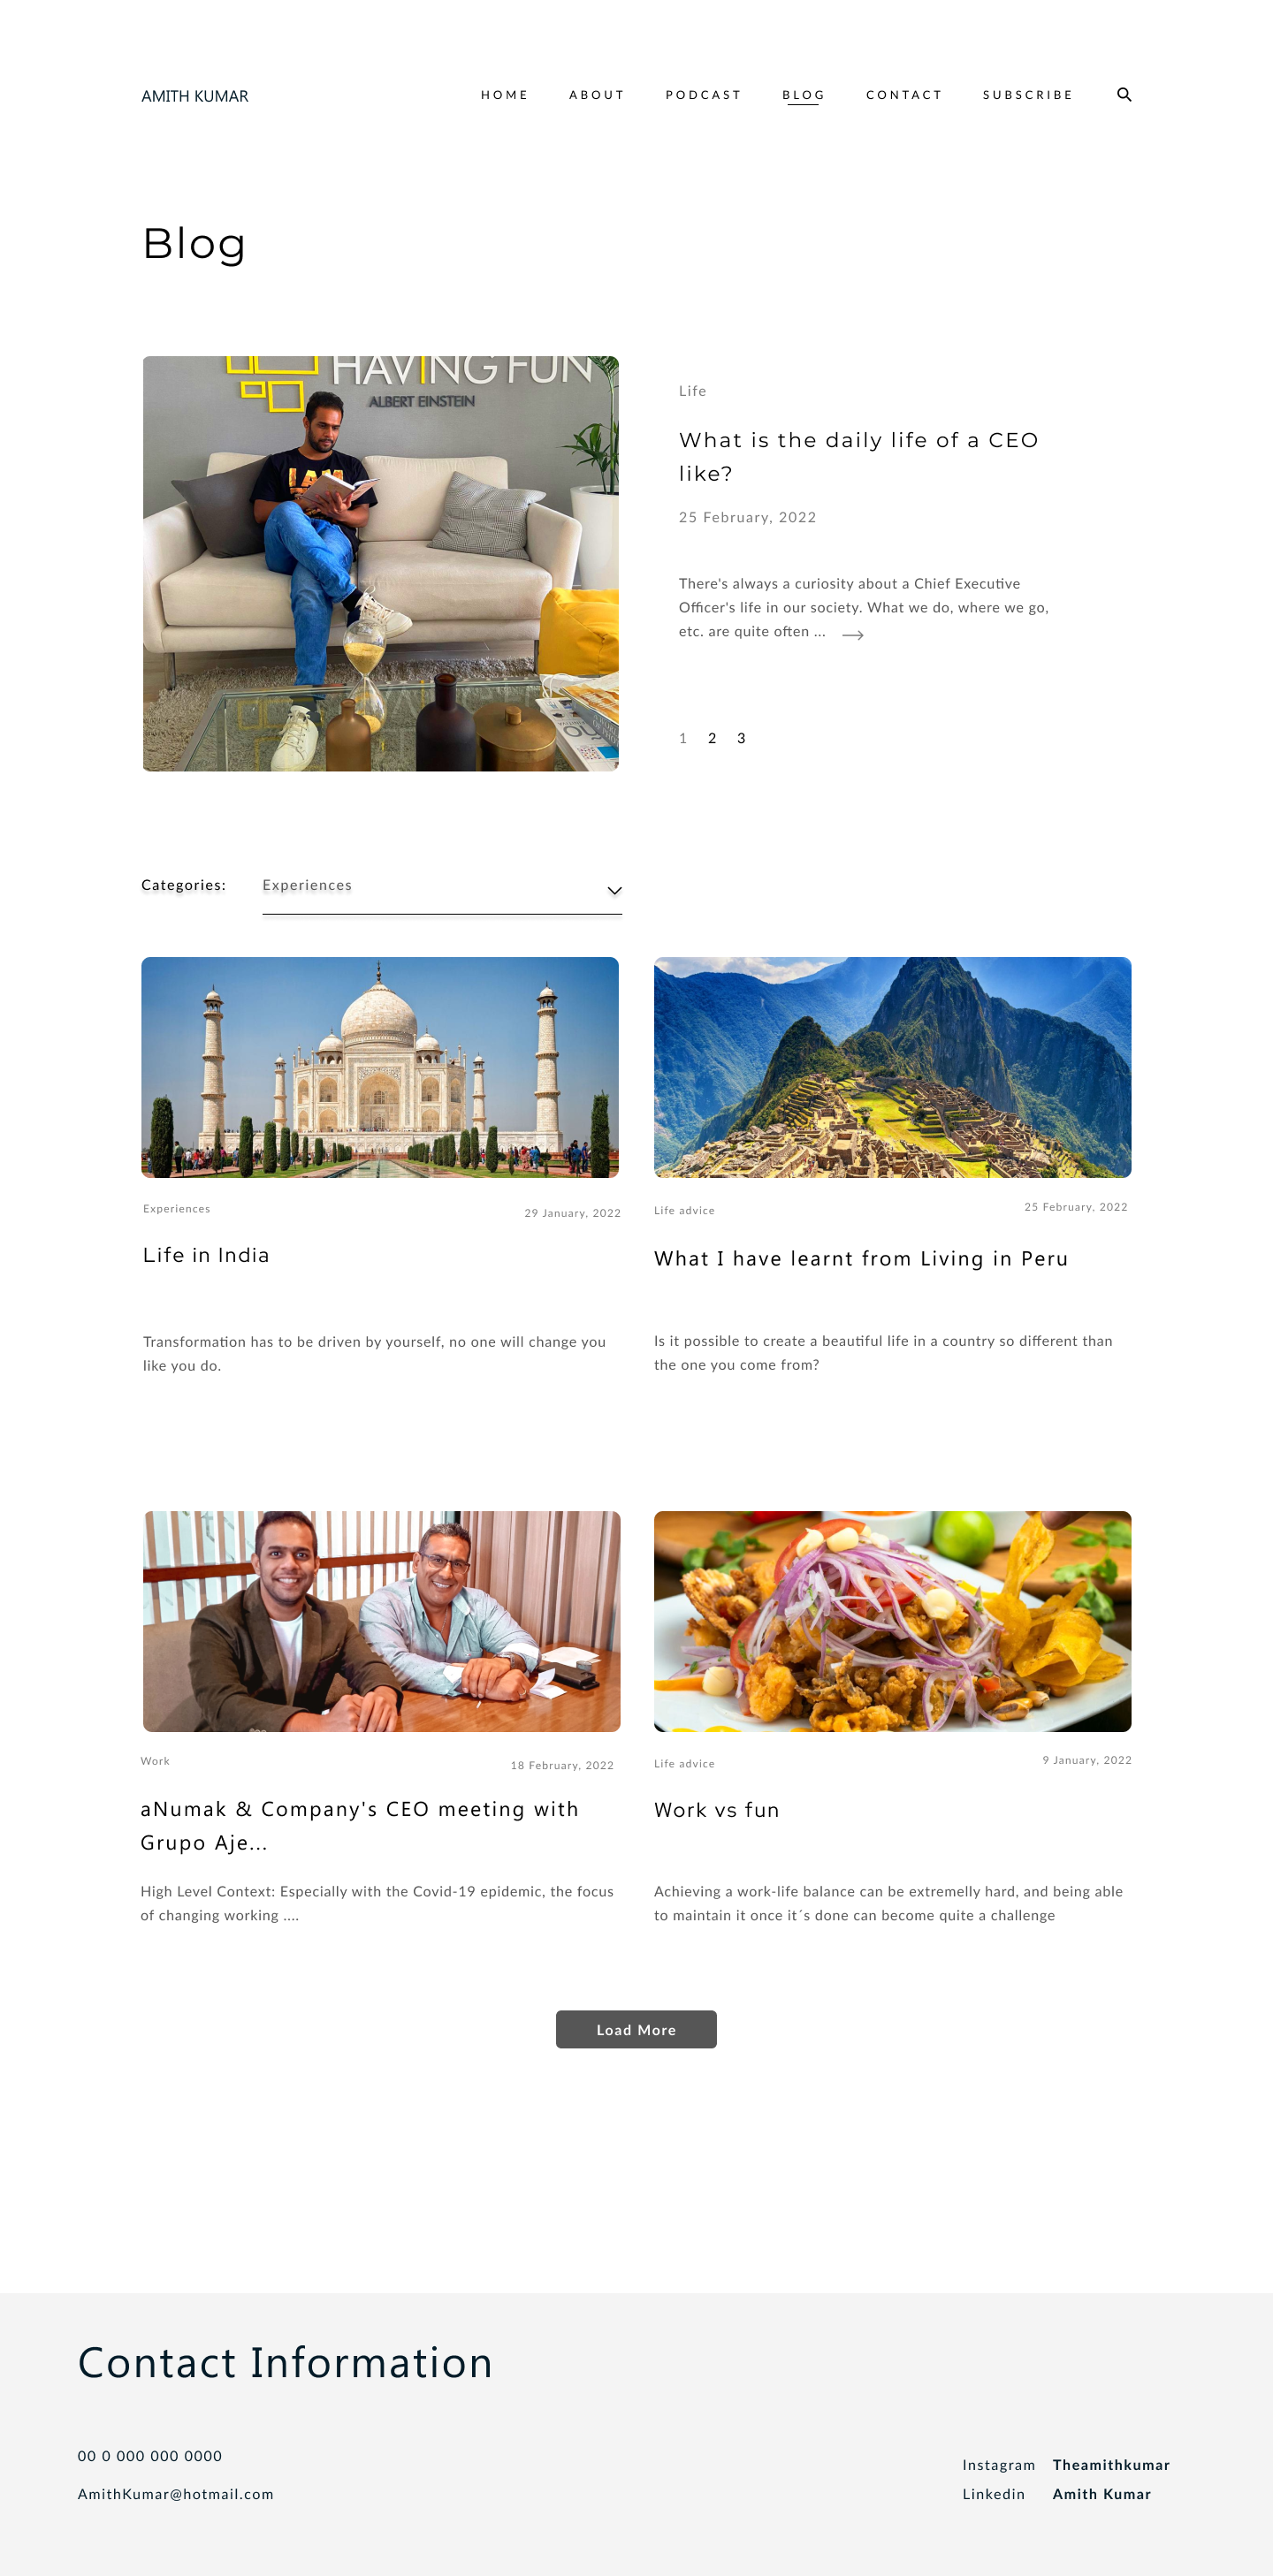 AMITH KUMAR
HOME ABOUT PODCAST BLOG CONTACT SUBSCRIBE
Blog
HAVING FUN
ALBERT EINSTEIN
I AM
Life
What is the daily life of a CEO
like?
25 February, 2022
There's always a curiosity about a Chief Executive
Officer's life in our society. What we do, where we go,
etc. are quite often ...
1 2 3
Categories: Experiences
Experiences 29 January, 2022
Life in India
Transformation has to be driven by yourself, no one will change you
like you do.
Life advice 25 February, 2022
What I have learnt from Living in Peru
Is it possible to create a beautiful life in a country so different than
the one you come from?
Work 18 February, 2022
aNumak & Company's CEO meeting with
Grupo Aje...
High Level Context: Especially with the Covid-19 epidemic, the focus
of changing working ....
Life advice 9 January, 2022
Work vs fun
Achieving a work-life balance can be extremelly hard, and being able
to maintain it once it´s done can become quite a challenge
Load More
Contact Information
00 0 000 000 0000
AmithKumar@hotmail.com
Instagram Theamithkumar
Linkedin Amith Kumar